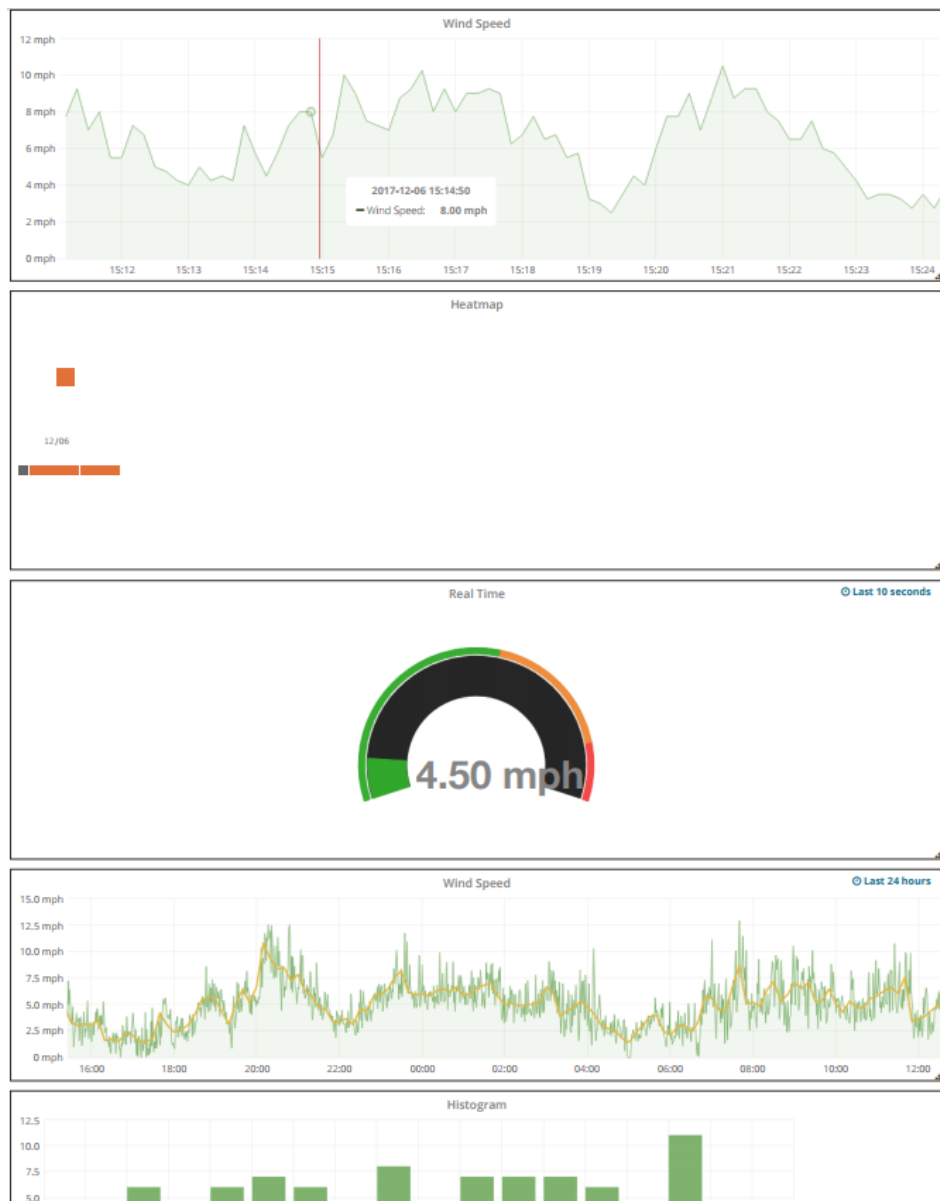 Wind Speed
12 mph
10 mph
8 mph
6 mph
4 mph
2 mph
0 mph
2017-12-06 15:14:50
Wind Speed: 8.00 mph
15:12 15:13 15:14 15:15 15:16 15:17 15:18 15:19 15:20 15:21 15:22 15:23 15:24
Heatmap
12/06
Real Time
Last 10 seconds
4.50 mph
Wind Speed
Last 24 hours
15.0 mph
12.5 mph
10.0 mph
7.5 mph
5.0 mph
2.5 mph
0 mph
16:00 18:00 20:00 22:00 00:00 02:00 04:00 06:00 08:00 10:00 12:00
Histogram
12.5
10.0
7.5
5.0